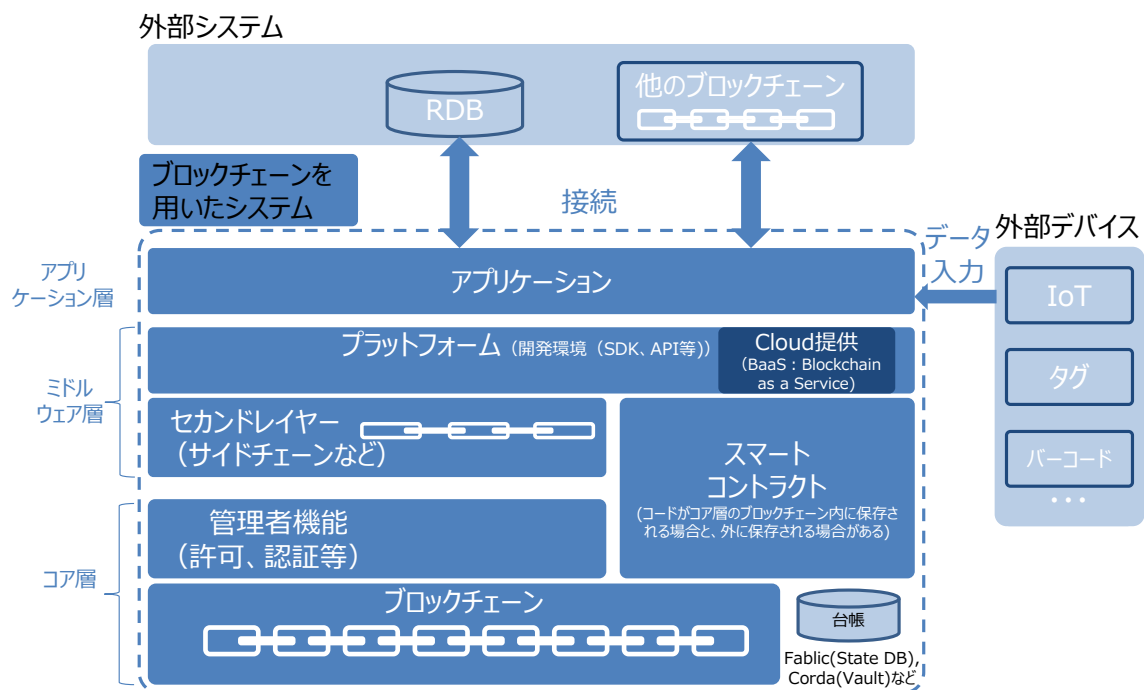 外部システム
RDB
他のブロックチェーン
ブロックチェーンを
用いたシステム
接続
データ
入力
外部デバイス
アプリ
ケーション層
アプリケーション
IoT
タグ
バーコード
・・・
ミドル
ウェア層
プラットフォーム（開発環境（SDK、API等））
Cloud提供
（BaaS：Blockchain
as a Service）
セカンドレイヤー
（サイドチェーンなど）
スマート
コントラクト
(コードがコア層のブロックチェーン内に保存さ
れる場合と、外に保存される場合がある)
コア層
管理者機能
（許可、認証等）
ブロックチェーン
台帳
Fablic(State DB),
Corda(Vault)など